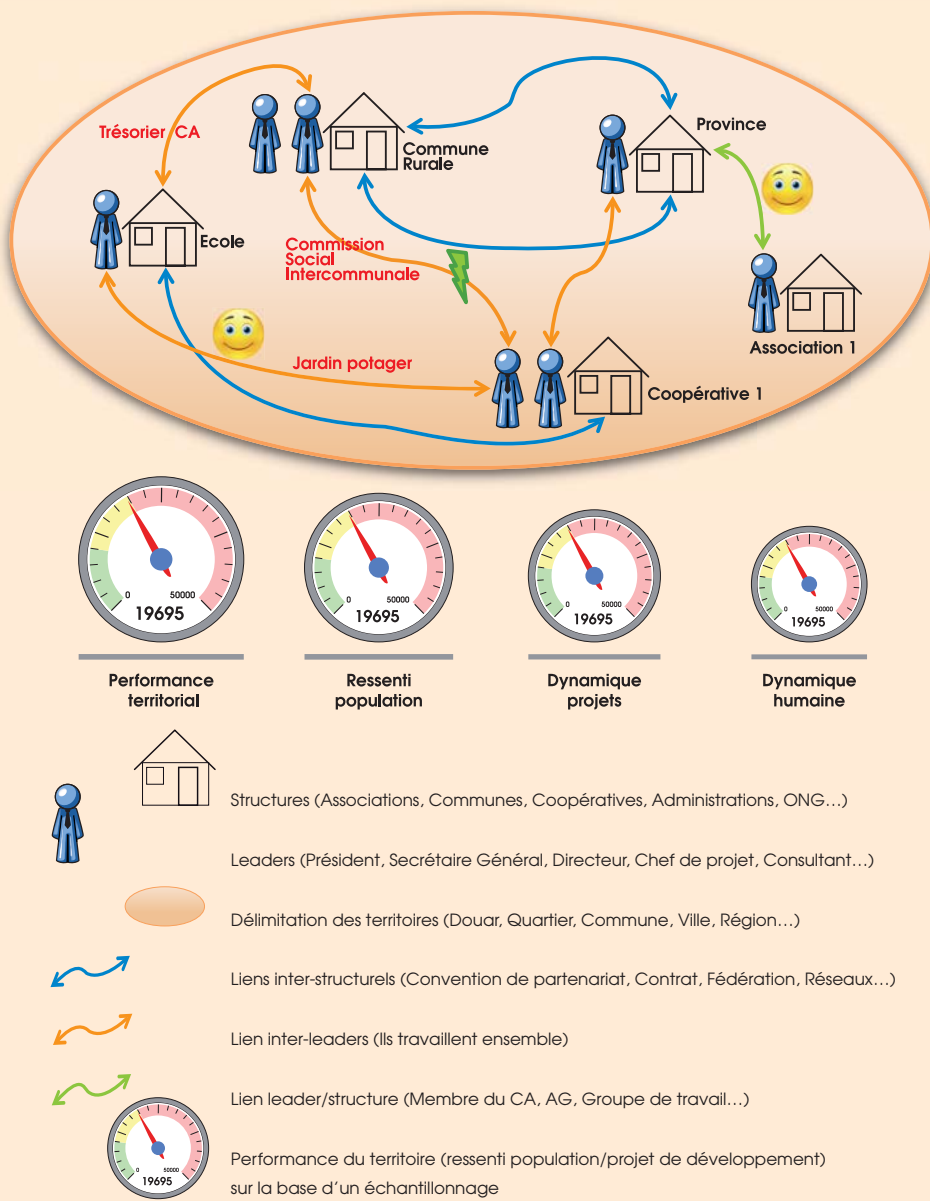 Trésorier CA
Commune
Rurale
Province
Ecole
Commission
Social
Intercommunale
Association 1
Jardin potager
Coopérative 1
0 50000
19695
0 50000
19695
0 50000
19695
0 50000
19695
Performance
territorial
Ressenti
population
Dynamique
projets
Dynamique
humaine
Structures (Associations, Communes, Coopératives, Administrations, ONG...)
Leaders (Président, Secrétaire Général, Directeur, Chef de projet, Consultant...)
Délimitation des territoires (Douar, Quartier, Commune, Ville, Région...)
Liens inter-structurels (Convention de partenariat, Contrat, Fédération, Réseaux...)
Lien inter-leaders (Ils travaillent ensemble)
Lien leader/structure (Membre du CA, AG, Groupe de travail...)
0 50000
19695
Performance du territoire (ressenti population/projet de développement)
sur la base d'un échantillonnage